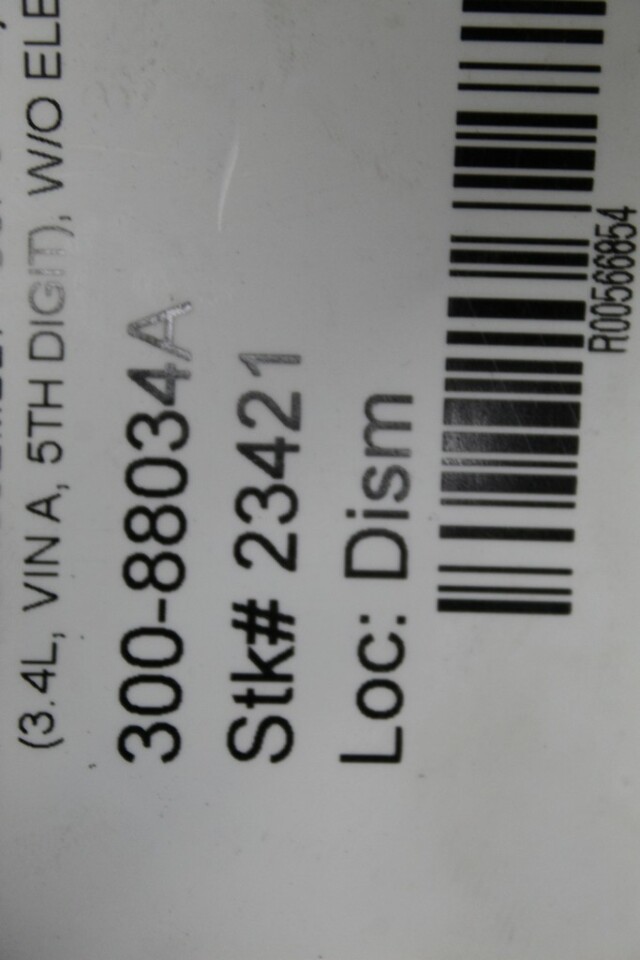 (3.4L, VIN A, 5TH DIGIT), W/O ELE
300-88034A
Stk# 23421
Loc: Dism
R00566854